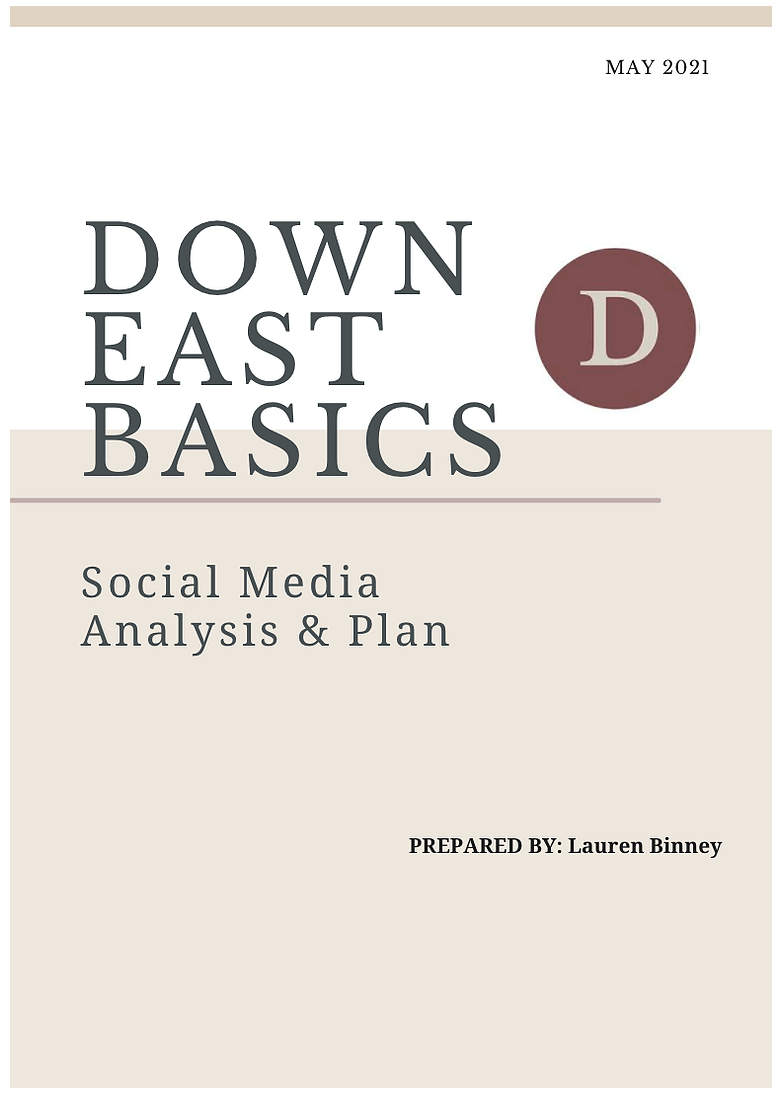 MAY 2021
DOWN
EAST
BASICS
D
Social Media
Analysis & Plan
PREPARED BY: Lauren Binney